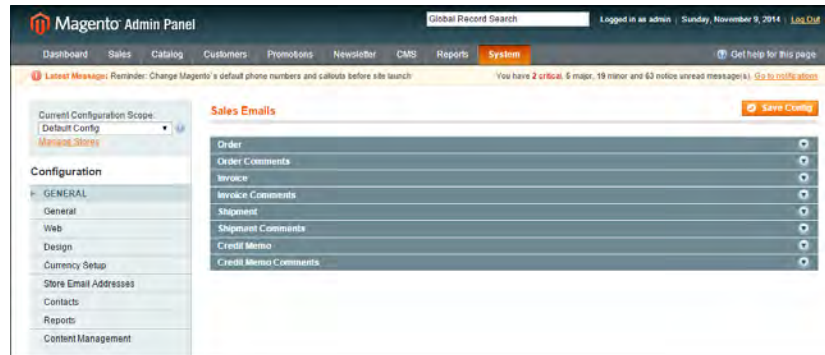 Magento Admin Panel
Global Record Search
Logged in as admin | Sunday, November 9, 2014 | Log Out
Dashboard Sales Catalog Customers Promotions Newsletter CMS Reports System
Get help for this page
Latest Message: Reminder: Change Magento's default phone numbers and callouts before site launch
You have 2 critical, 6 major, 19 minor and 63 notice unread message(s). Go to notifications
Current Configuration Scope:
Default Config
Manage Stores
Configuration
GENERAL
General
Web
Design
Currency Setup
Store Email Addresses
Contacts
Reports
Content Management
Sales Emails
Save Config
Order
Order Comments
Invoice
Invoice Comments
Shipment
Shipment Comments
Credit Memo
Credit Memo Comments